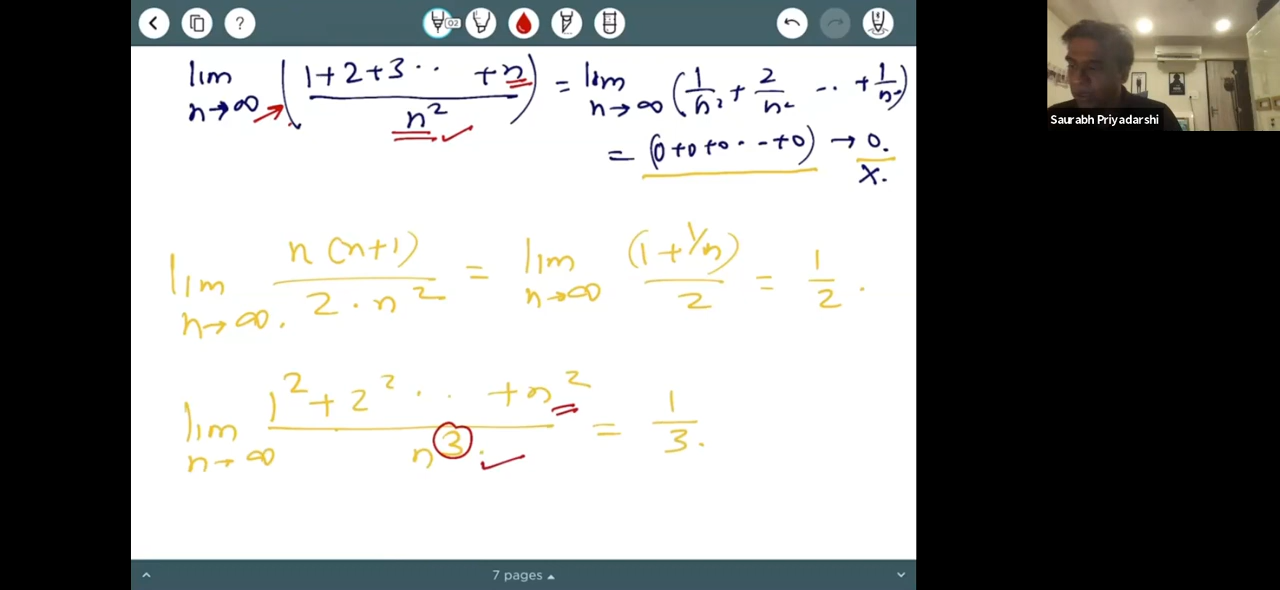 02
?
lim n→∞ ( (1+2+3.. +n) / n² ) = lim n→∞ ( 1/n² + 2/n² .. + 1/n )
= (0+0+0..-+0) → 0.
x.
lim n→∞. n(n+1) / 2·n² = lim n→∞ (1+1/n) / 2 = 1/2.
lim n→∞ 1²+2².. +n² / n³. = 1/3.
Saurabh Priyadarshi
7 pages